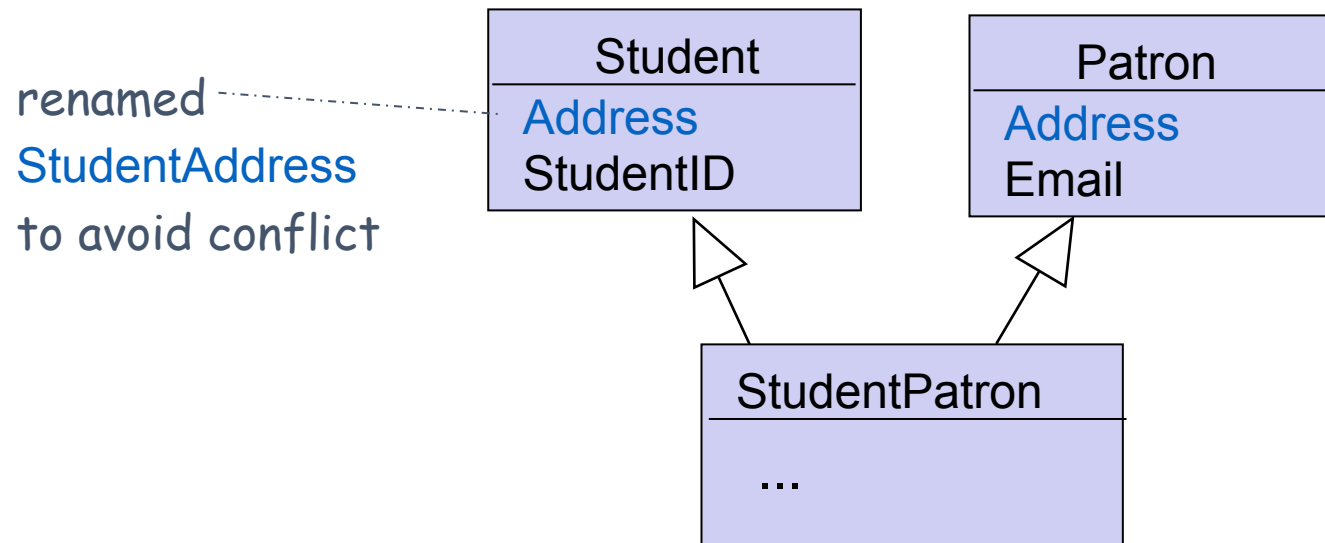 renamed
StudentAddress
to avoid conflict
Student
Address
StudentID
Patron
Address
Email
StudentPatron
...